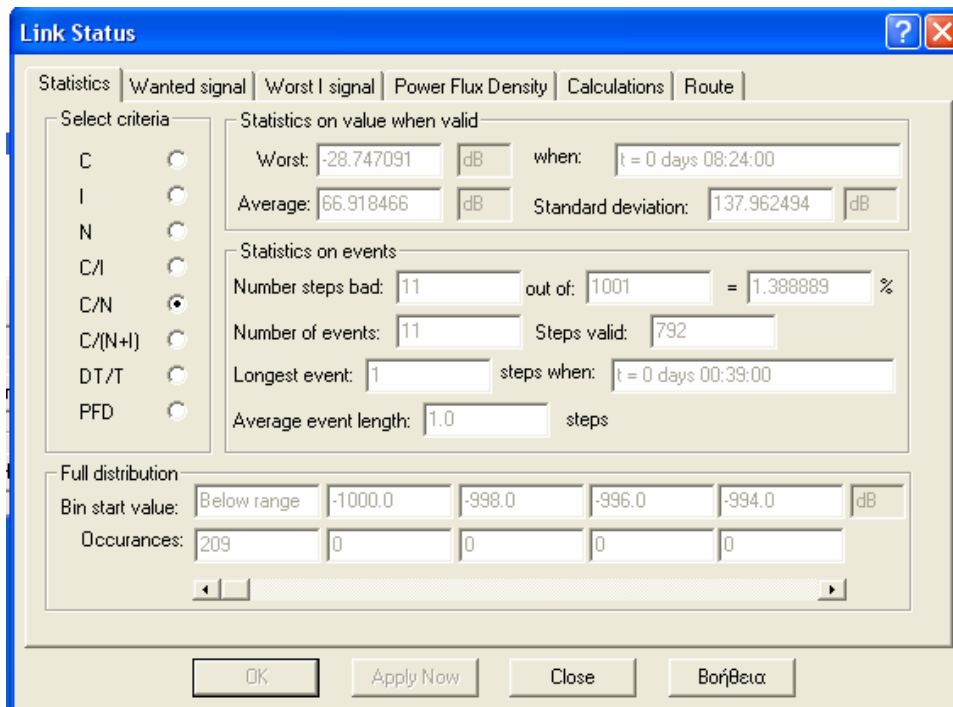 Link Status
Statistics Wanted signal Worst I signal Power Flux Density Calculations Route
Select criteria
C
I
N
C/I
C/N
C/(N+I)
DT/T
PFD
Statistics on value when valid
Worst: -28.747091 dB when: t = 0 days 08:24:00
Average: 66.918466 dB Standard deviation: 137.962494 dB
Statistics on events
Number steps bad: 11 out of: 1001 = 1.388889 %
Number of events: 11 Steps valid: 792
Longest event: 1 steps when: t = 0 days 00:39:00
Average event length: 1.0 steps
Full distribution
Bin start value: Below range -1000.0 -998.0 -996.0 -994.0 dB
Occurances: 209 0 0 0 0
OK Apply Now Close Βοήθεια